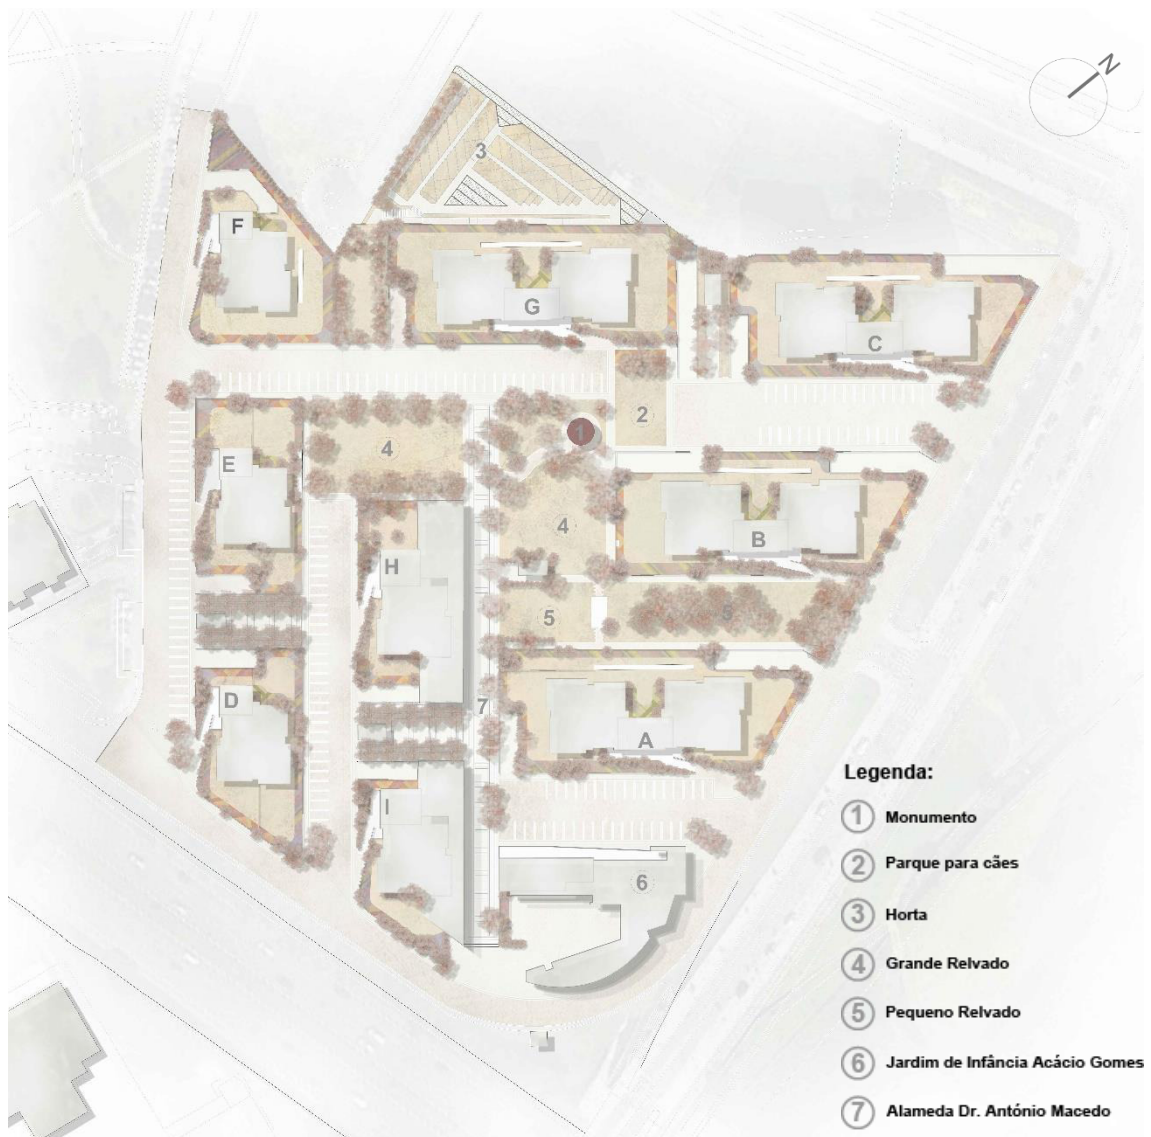 N
3
F
G
C
2
1
4
E
4
B
H
5
5
D
7
A
I
6
Legenda:
1 Monumento
2 Parque para cães
3 Horta
4 Grande Relvado
5 Pequeno Relvado
6 Jardim de Infância Acácio Gomes
7 Alameda Dr. António Macedo